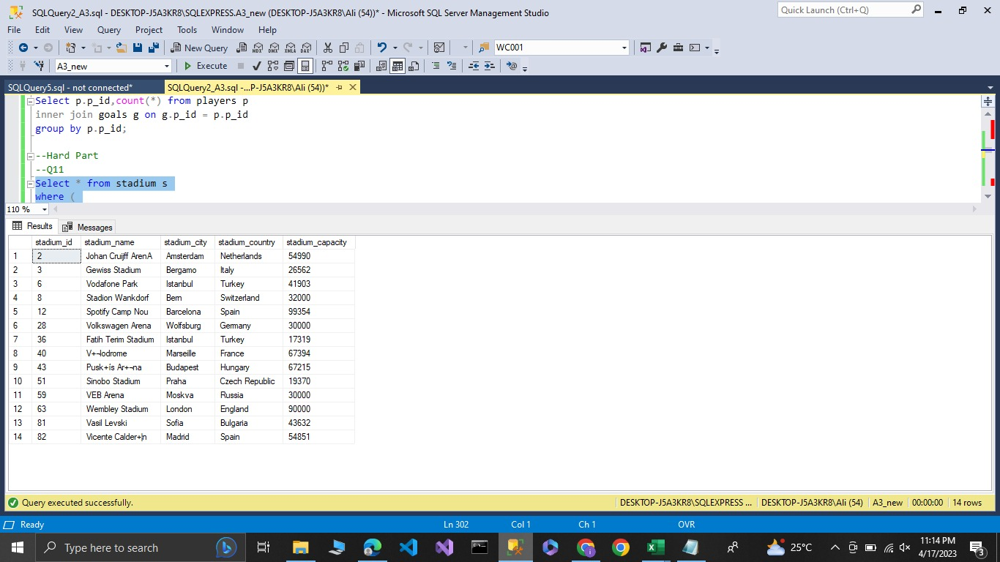 SQLQuery2_A3.sql - DESKTOP-J5A3KR8\SQLEXPRESS.A3_new (DESKTOP-J5A3KR8\Ali (54))* - Microsoft SQL Server Management Studio
Quick Launch (Ctrl+Q)
File Edit View Query Project Tools Window Help
New Query MDX DMX XMLA DAX WC001
A3_new Execute
SQLQuery5.sql - not connected* SQLQuery2_A3.sql -...P-J5A3KR8\Ali (54))*
Select p.p_id,count(*) from players p
inner join goals g on g.p_id = p.p_id
group by p.p_id;
--Hard Part
--Q11
Select * from stadium s
where (
110 %
Results Messages
stadium_id stadium_name stadium_city stadium_country stadium_capacity
1 2 Johan Cruijff ArenA Amsterdam Netherlands 54990
2 3 Gewiss Stadium Bergamo Italy 26562
3 6 Vodafone Park Istanbul Turkey 41903
4 8 Stadion Wankdorf Bern Switzerland 32000
5 12 Spotify Camp Nou Barcelona Spain 99354
6 28 Volkswagen Arena Wolfsburg Germany 30000
7 36 Fatih Terim Stadium Istanbul Turkey 17319
8 40 V+¬lodrome Marseille France 67394
9 43 Pusk+ís Ar+¬na Budapest Hungary 67215
10 51 Sinobo Stadium Praha Czech Republic 19370
11 59 VEB Arena Moskva Russia 30000
12 63 Wembley Stadium London England 90000
13 81 Vasil Levski Sofia Bulgaria 43632
14 82 Vicente Calder+|n Madrid Spain 54851
Query executed successfully. DESKTOP-J5A3KR8\SQLEXPRESS ... DESKTOP-J5A3KR8\Ali (54) A3_new 00:00:00 14 rows
Ready Ln 302 Col 1 Ch 1 OVR
Type here to search 25°C 11:14 PM
4/17/2023 3